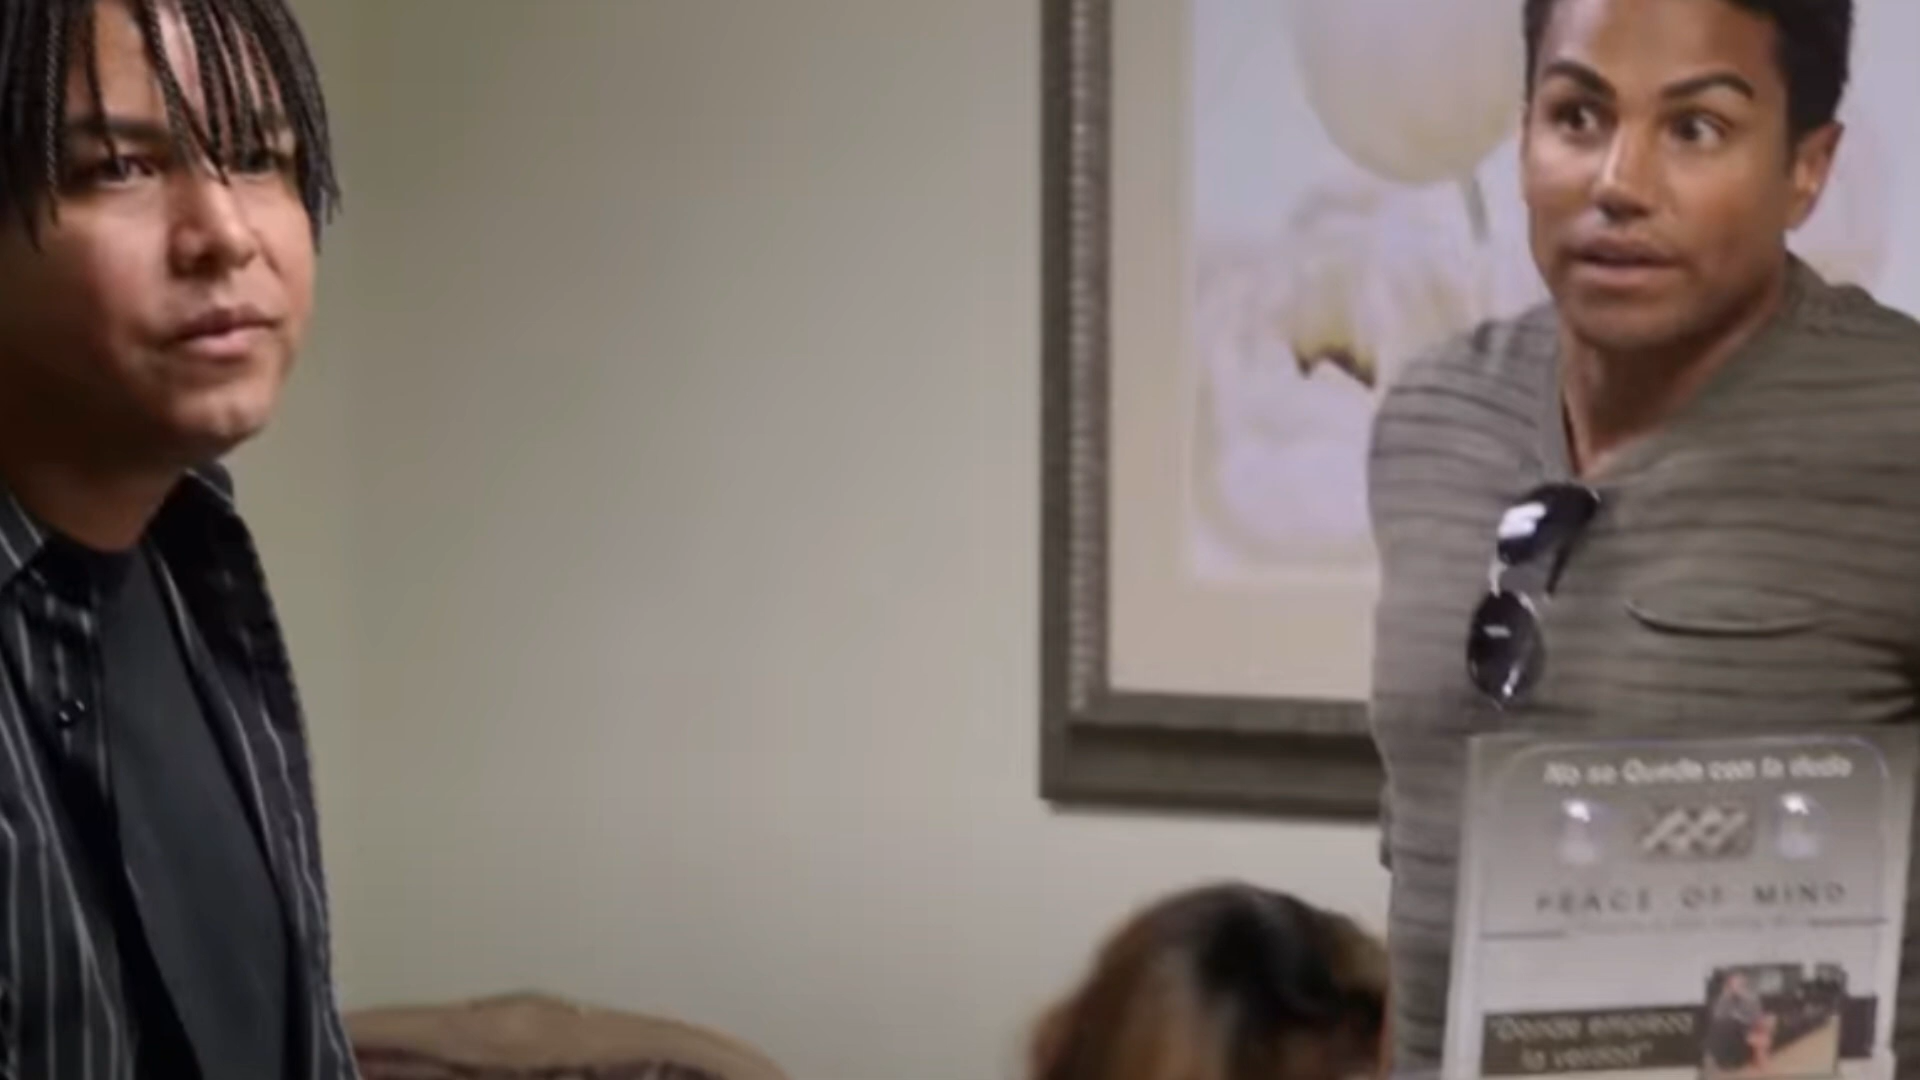 No se Quede con la duda
PEACE OF MIND
"Donde empieza
la verdad"